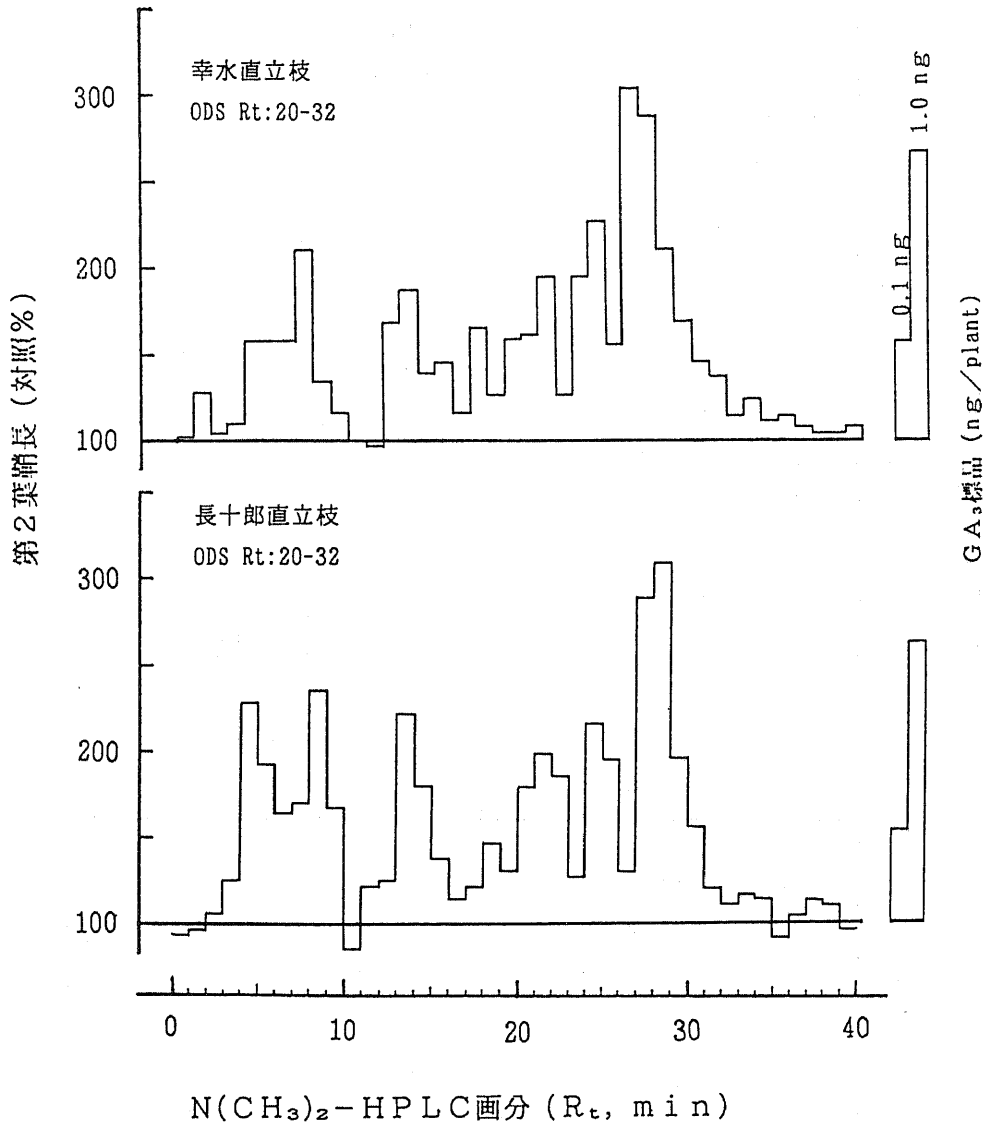 幸水直立枝
ODS Rt:20-32
300
200
100
0.1 ng
1.0 ng
長十郎直立枝
ODS Rt:20-32
300
200
100
第2葉鞘長(対照%)
GA₃標品(ng/plant)
0 10 20 30 40
N(CH₃)₂-HPLC画分(Rt, min)